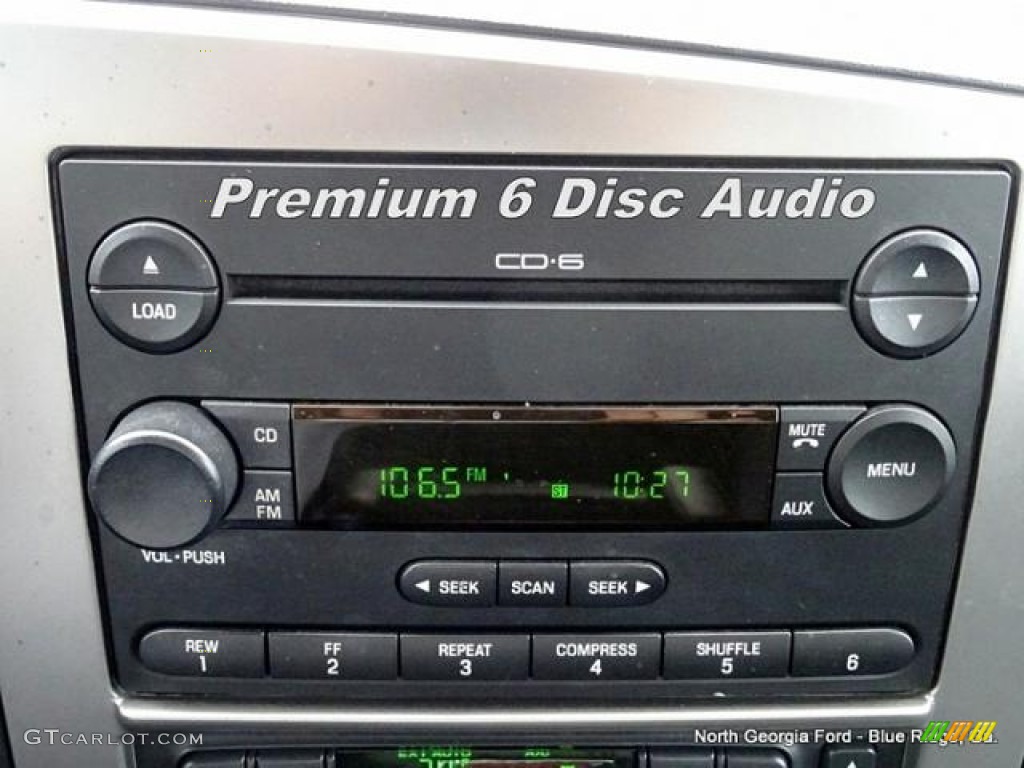 Premium 6 Disc Audio
CD·6
LOAD
CD
MUTE
MENU
AM
FM
106.5 FM ' ST 10:27
AUX
VOL • PUSH
◄ SEEK SCAN SEEK ►
REW FF REPEAT COMPRESS SHUFFLE
1 2 3 4 5 6
GTCARLOT.COM
North Georgia Ford - Blue Ridge, Ga.
EXT AUTO